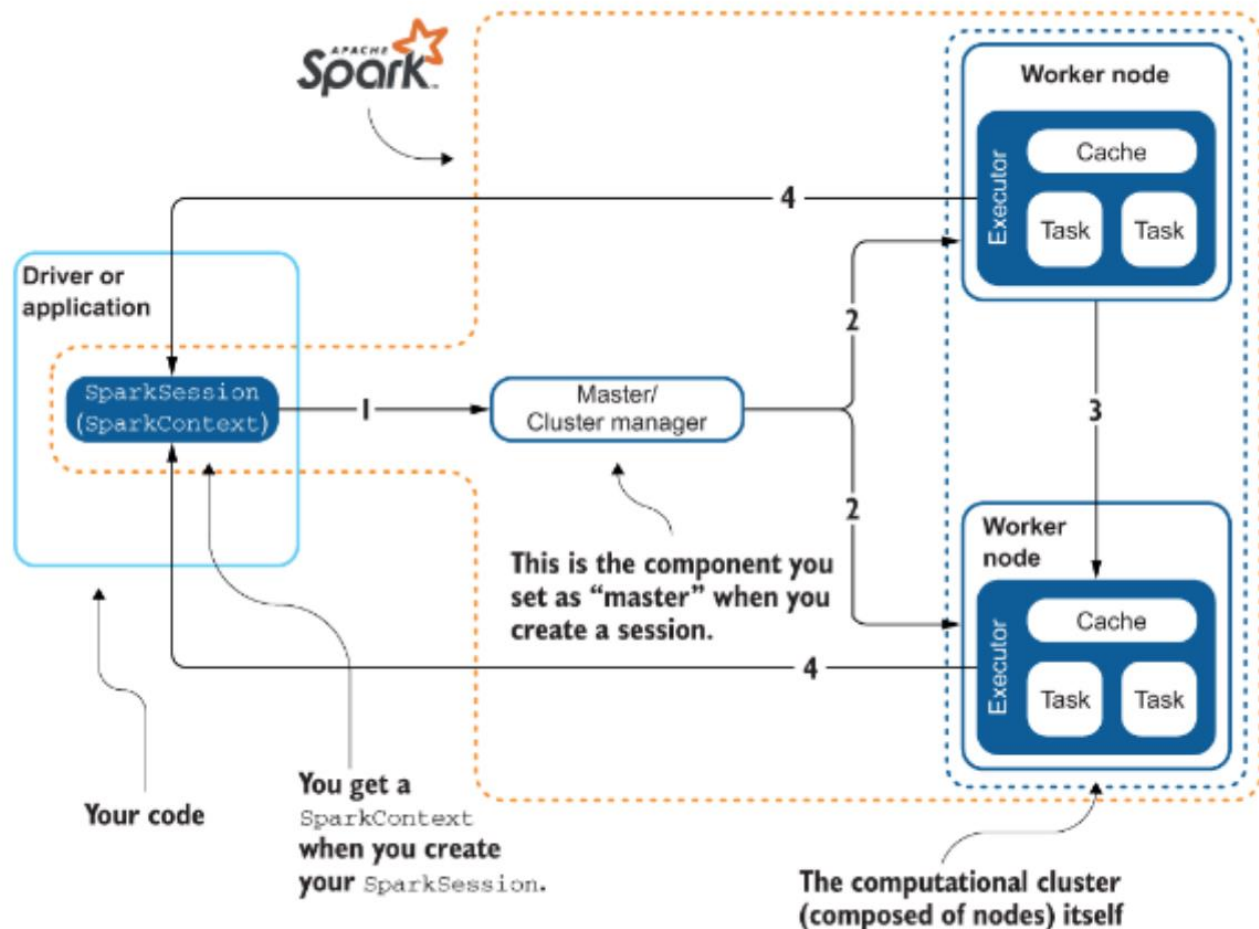 APACHE
Spark™
Worker node
Executor
Cache
Task Task
4
Driver or
application
2
SparkSession
(SparkContext)
1
Master/
Cluster manager
3
2
This is the component you
set as “master” when you
create a session.
Worker
node
Executor
Cache
Task Task
4
Your code
You get a
SparkContext
when you create
your SparkSession.
The computational cluster
(composed of nodes) itself